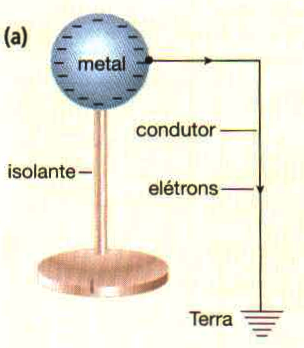 (a)
metal
condutor
isolante
elétrons
Terra